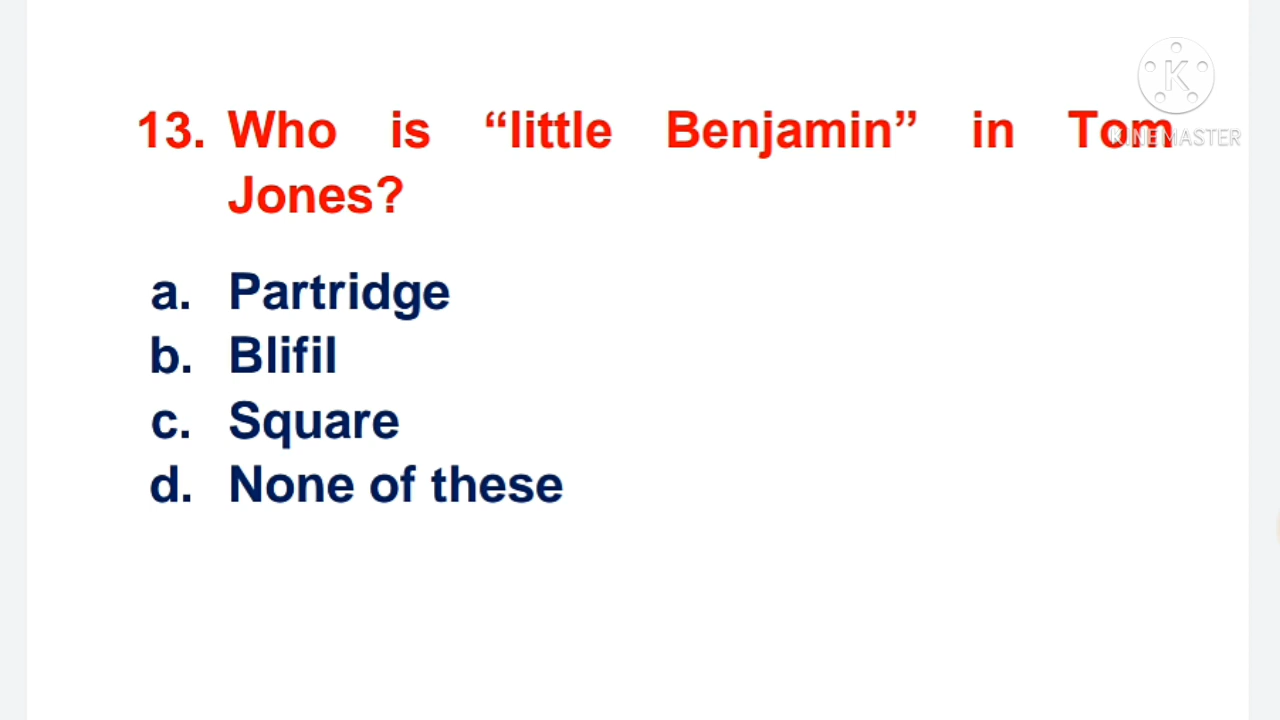 13. Who is “little Benjamin” in Tom
Jones?
a. Partridge
b. Blifil
c. Square
d. None of these
K
KINEMASTER